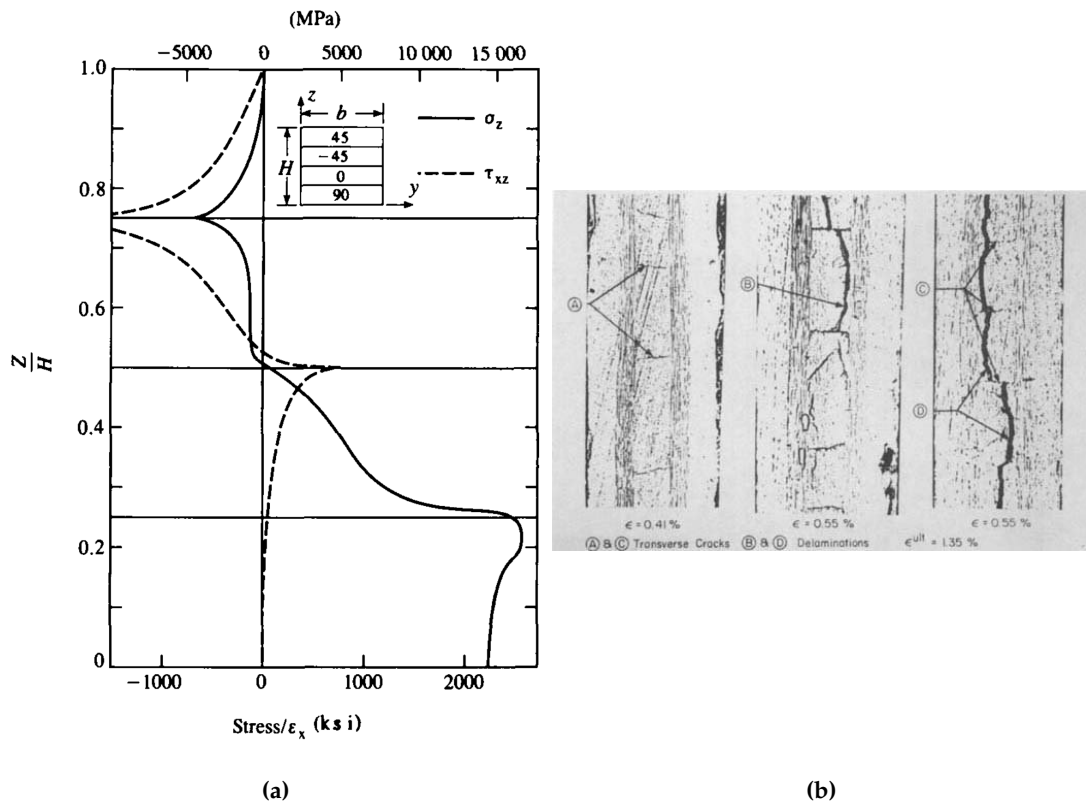 (MPa)
−5000 0 5000 10 000 15 000
1.0
0.8
0.6
0.4
0.2
0
Z
H
z
b
H
45
−45
0
90
y
σz
τxz
−1000 0 1000 2000
Stress/εx (ksi)
(a)
A
B
C
D
ϵ = 0.41 %
ϵ = 0.55 %
ϵ = 0.55 %
Ⓐ & Ⓒ Transverse Cracks Ⓑ & Ⓓ Delaminations ϵult = 1.35 %
(b)